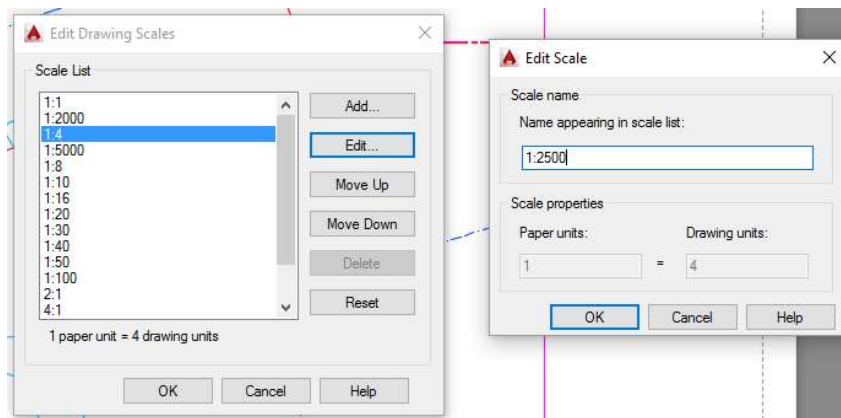 Edit Drawing Scales
Scale List
1:1
1:2000
1:4
1:5000
1:8
1:10
1:16
1:20
1:30
1:40
1:50
1:100
2:1
4:1
Add...
Edit...
Move Up
Move Down
Delete
Reset
1 paper unit = 4 drawing units
OK Cancel Help
Edit Scale
Scale name
Name appearing in scale list:
1:2500
Scale properties
Paper units: Drawing units:
1 = 4
OK Cancel Help